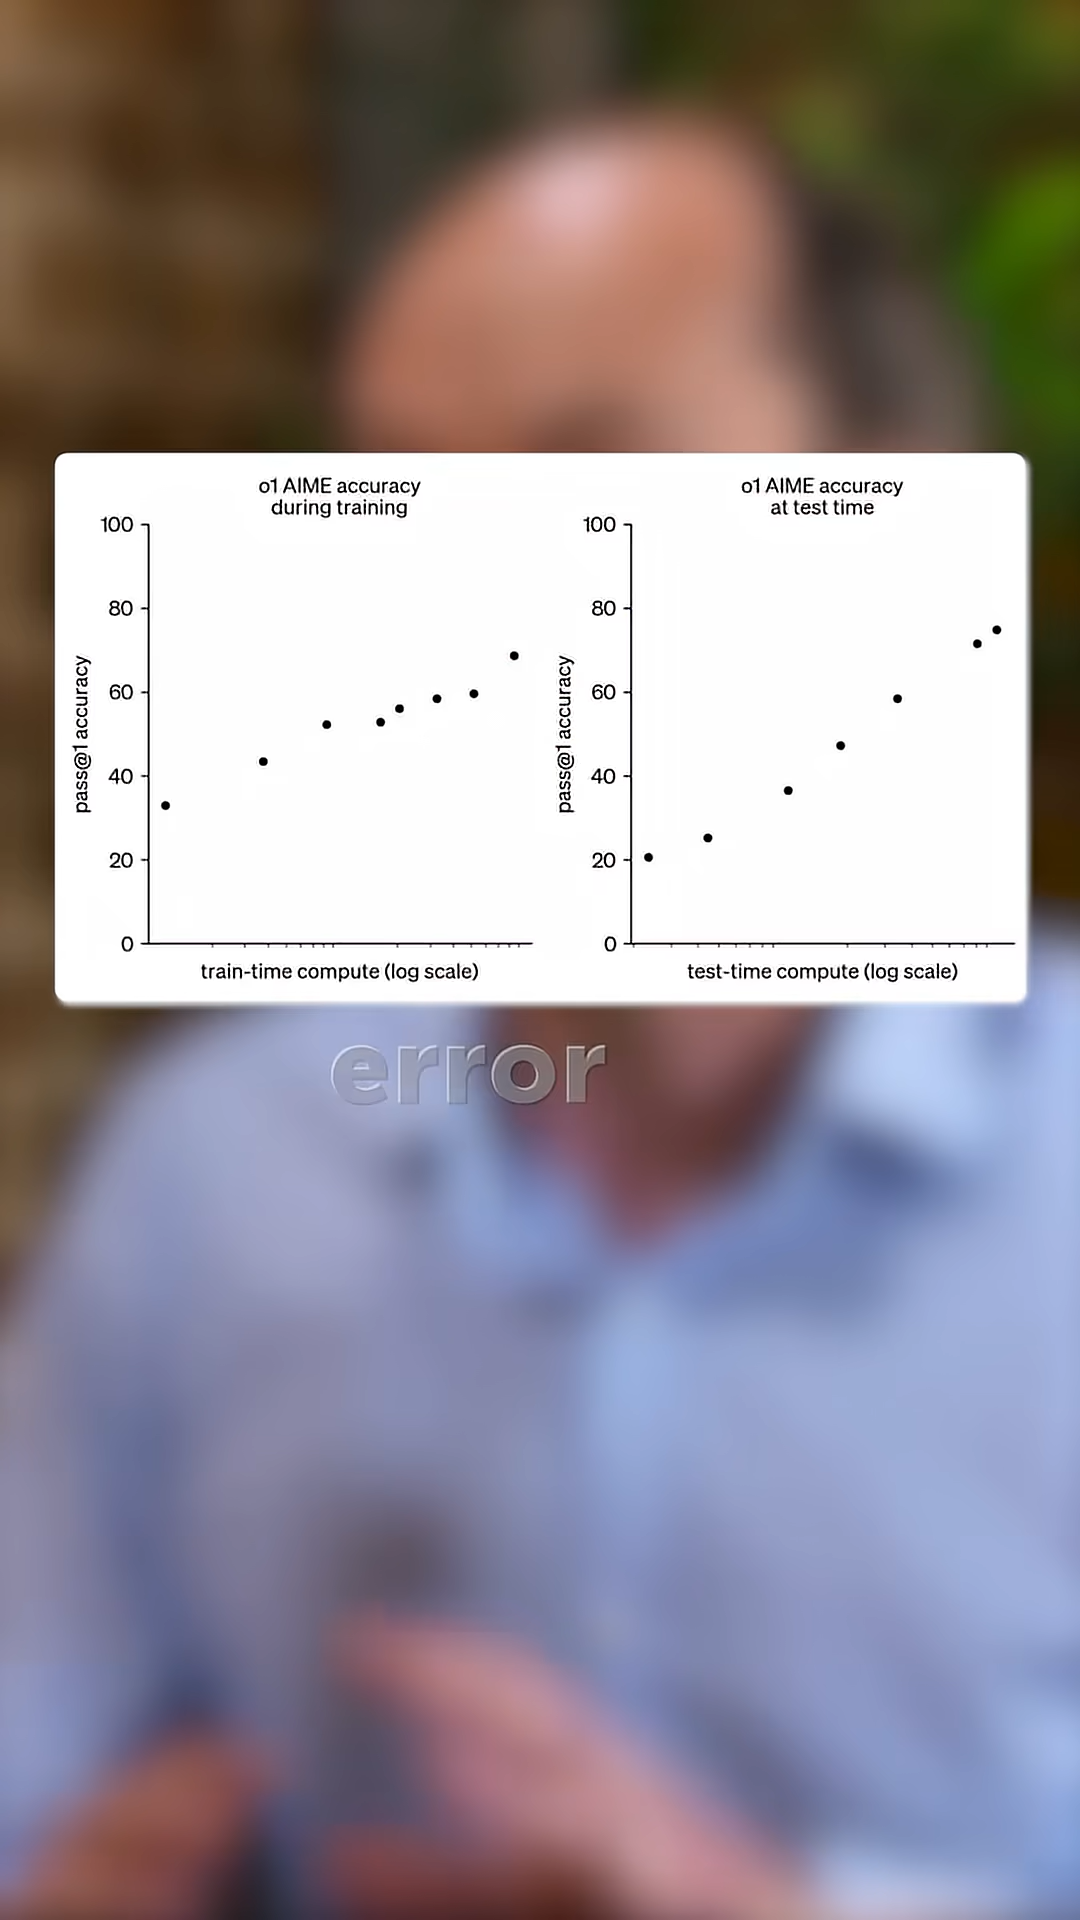 o1 AIME accuracy
during training
100
80
60
40
20
0
pass@1 accuracy
train-time compute (log scale)
o1 AIME accuracy
at test time
100
80
60
40
20
0
pass@1 accuracy
test-time compute (log scale)
error